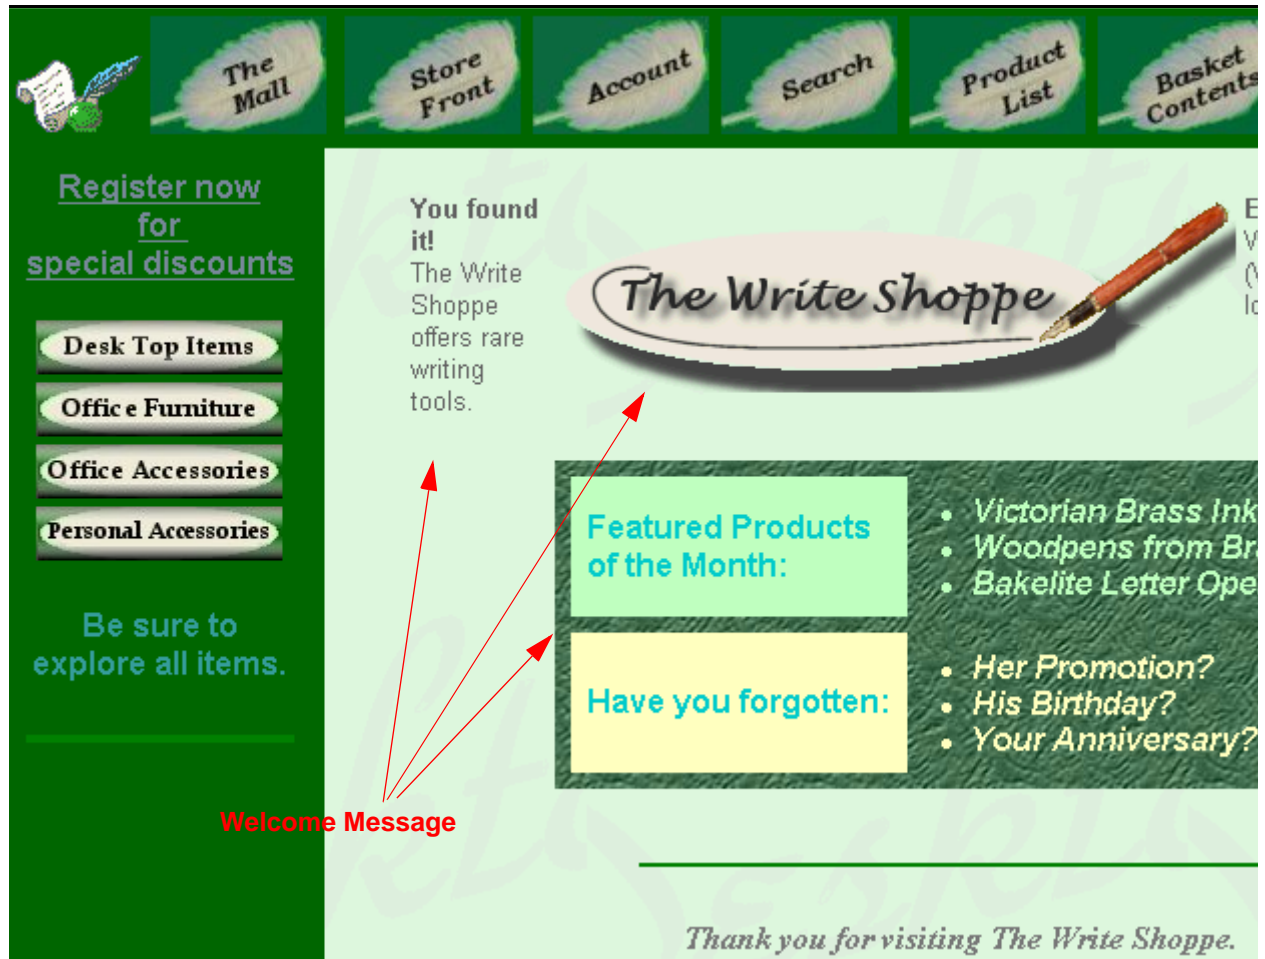 The
Mall
Store
Front
Account
Search
Product
List
Basket
Contents
Register now
for
special discounts
Desk Top Items
Office Furniture
Office Accessories
Personal Accessories
Be sure to
explore all items.
You found
it!
The Write
Shoppe
offers rare
writing
tools.
The Write Shoppe
Featured Products
of the Month:
• Victorian Brass Ink
• Woodpens from Br
• Bakelite Letter Ope
Have you forgotten:
• Her Promotion?
• His Birthday?
• Your Anniversary?
Welcome Message
Thank you for visiting The Write Shoppe.